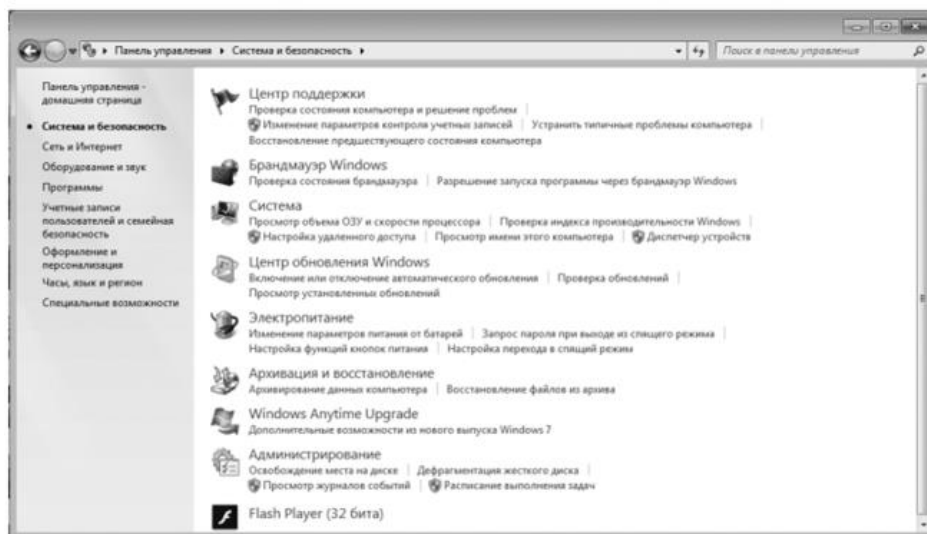 Панель управления ▸ Система и безопасность ▸
Поиск в панели управления
Панель управления -
домашняя страница
Система и безопасность
Сеть и Интернет
Оборудование и звук
Программы
Учетные записи
пользователей и семейная
безопасность
Оформление и
персонализация
Часы, язык и регион
Специальные возможности
Центр поддержки
Проверка состояния компьютера и решение проблем
Изменение параметров контроля учетных записей | Устранить типичные проблемы компьютера
Восстановление предшествующего состояния компьютера
Брандмауэр Windows
Проверка состояния брандмауэра | Разрешение запуска программы через брандмауэр Windows
Система
Просмотр объема ОЗУ и скорости процессора | Проверка индекса производительности Windows
Настройка удаленного доступа | Просмотр имени этого компьютера | Диспетчер устройств
Центр обновления Windows
Включение или отключение автоматического обновления | Проверка обновлений
Просмотр установленных обновлений
Электропитание
Изменение параметров питания от батарей | Запрос пароля при выходе из спящего режима
Настройка функций кнопок питания | Настройка перехода в спящий режим
Архивация и восстановление
Архивирование данных компьютера | Восстановление файлов из архива
Windows Anytime Upgrade
Дополнительные возможности из нового выпуска Windows 7
Администрирование
Освобождение места на диске | Дефрагментация жесткого диска
Просмотр журналов событий | Расписание выполнения задач
Flash Player (32 бита)